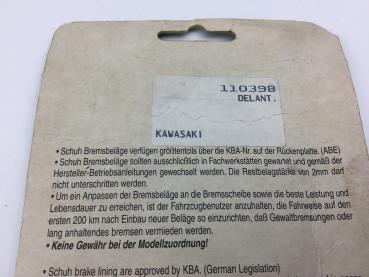 110398
DELANT.
KAWASAKI
• Schuh Bremsbeläge verfügen größtenteils über die KBA-Nr. auf der Rückenplatte. (ABE)
• Schuh Bremsbeläge sollten ausschließlich in Fachwerkstätten gewartet und gemäß der
Hersteller-Betriebsanleitungen gewechselt werden. Die Restbelagstärke von 2mm darf
nicht unterschritten werden.
• Um ein Anpassen der Bremsbeläge an die Bremsscheibe sowie die beste Leistung und
Lebensdauer zu erreichen, ist der Fahrzeugbenutzer anzuhalten, die Fahrweise auf den
ersten 200 km nach Einbau neuer Beläge so einzurichten, daß Gewaltbremsungen oder
lang anhaltendes bremsen vermieden werden.
• Keine Gewähr bei der Modellzuordnung!
• Schuh brake lining are approved by KBA. (German Legislation)